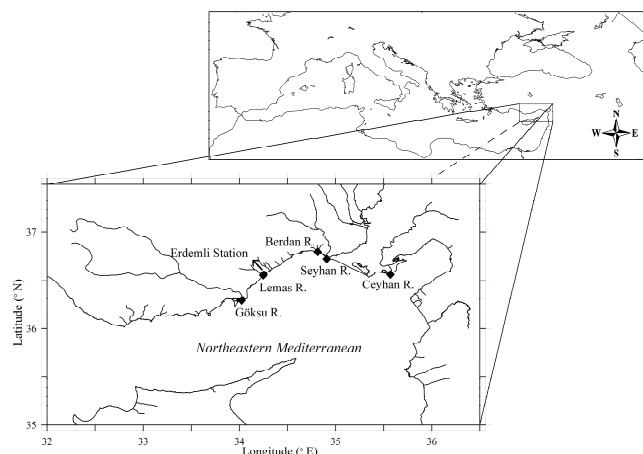 N
W E
S
37
36
35
Latitude (° N)
Berdan R.
Erdemli Station
Seyhan R.
Ceyhan R.
Lemas R.
Göksu R.
Northeastern Mediterranean
32 33 34 35 36
Longitude (° E)